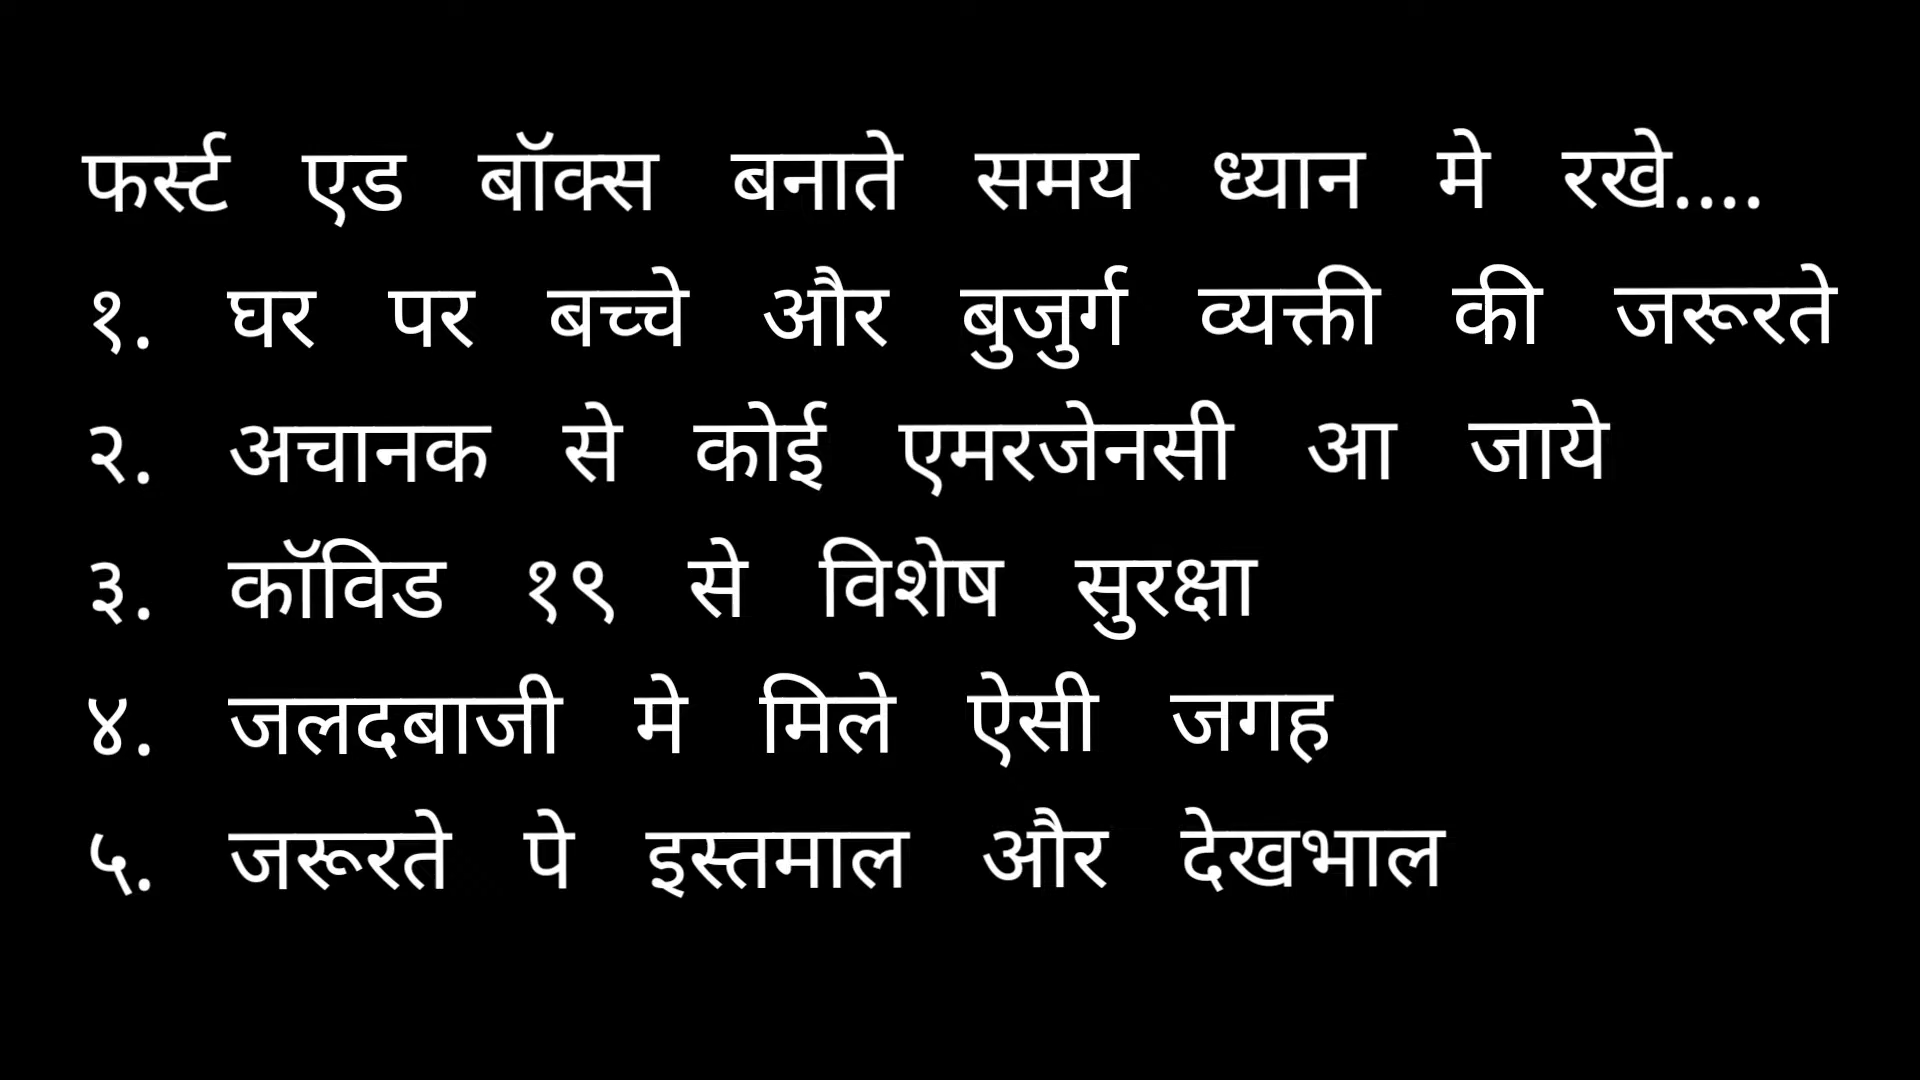 फर्स्ट एड बॉक्स बनाते समय ध्यान मे रखे....
१. घर पर बच्चे और बुजुर्ग व्यक्ती की जरूरते
२. अचानक से कोई एमरजेनसी आ जाये
३. कॉविड १९ से विशेष सुरक्षा
४. जलदबाजी मे मिले ऐसी जगह
५. जरूरते पे इस्तमाल और देखभाल